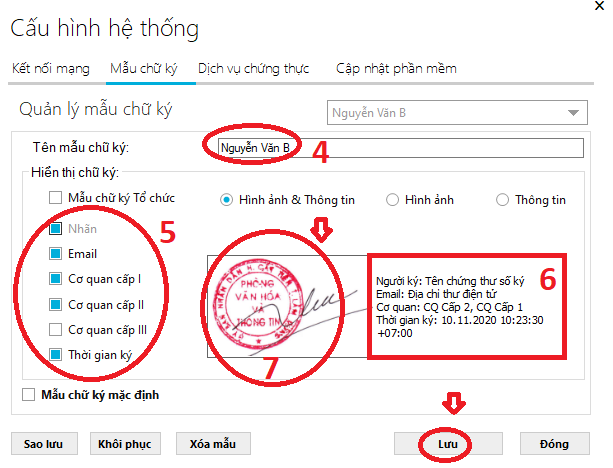 Cấu hình hệ thống
Kết nối mạng Mẫu chữ ký Dịch vụ chứng thực Cập nhật phần mềm
Quản lý mẫu chữ ký Nguyễn Văn B
Tên mẫu chữ ký: Nguyễn Văn B 4
Hiển thị chữ ký:
Mẫu chữ ký Tổ chức Hình ảnh & Thông tin Hình ảnh Thông tin
Nhãn 5
Email
Cơ quan cấp I
Cơ quan cấp II
Cơ quan cấp III
Thời gian ký
PHÒNG
VĂN HÓA
VÀ
THÔNG TIN
7
6
Người ký: Tên chứng thư số ký
Email: Địa chỉ thư điện tử
Cơ quan: CQ Cấp 2, CQ Cấp 1
Thời gian ký: 10.11.2020 10:23:30
+07:00
Mẫu chữ ký mặc định
Sao lưu Khôi phục Xóa mẫu Lưu Đóng